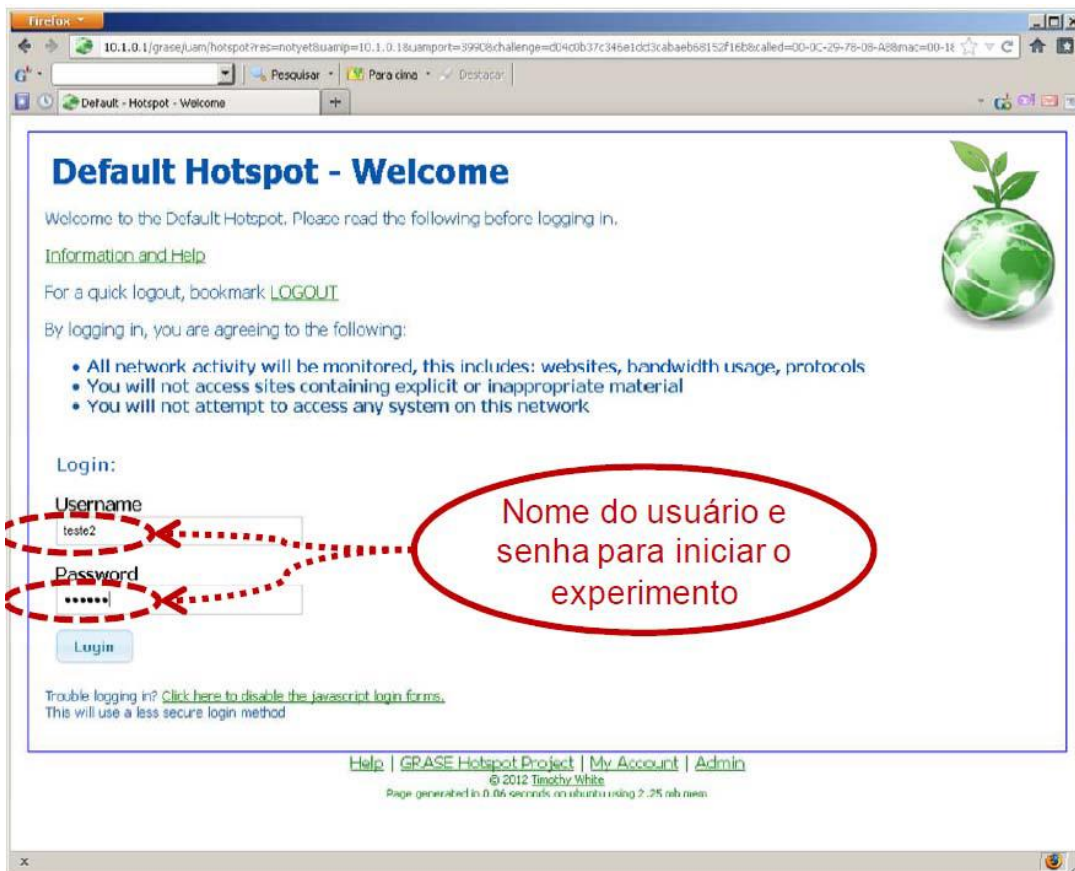 Firefox
10.1.0.1/grase/uam/hotspot?res=notyet&uamip=10.1.0.1&uamport=3990&challenge=d04c0b37c346e1dd3cabaeb68152f16b&called=00-0C-29-78-08-A8&mac=00-18
Pesquisar Para cima Destacar
Default - Hotspot - Welcome
Default Hotspot - Welcome
Welcome to the Default Hotspot. Please read the following before logging in.
Information and Help
For a quick logout, bookmark LOGOUT
By logging in, you are agreeing to the following:
• All network activity will be monitored, this includes: websites, bandwidth usage, protocols
• You will not access sites containing explicit or inappropriate material
• You will not attempt to access any system on this network
Login:
Username
teste2
Password
Login
Nome do usuário e
senha para iniciar o
experimento
Trouble logging in? Click here to disable the javascript login forms.
This will use a less secure login method
Help | GRASE Hotspot Project | My Account | Admin
© 2012 Timothy White
Page generated in 0.06 seconds on ubuntu using 2.25 mb mem
x